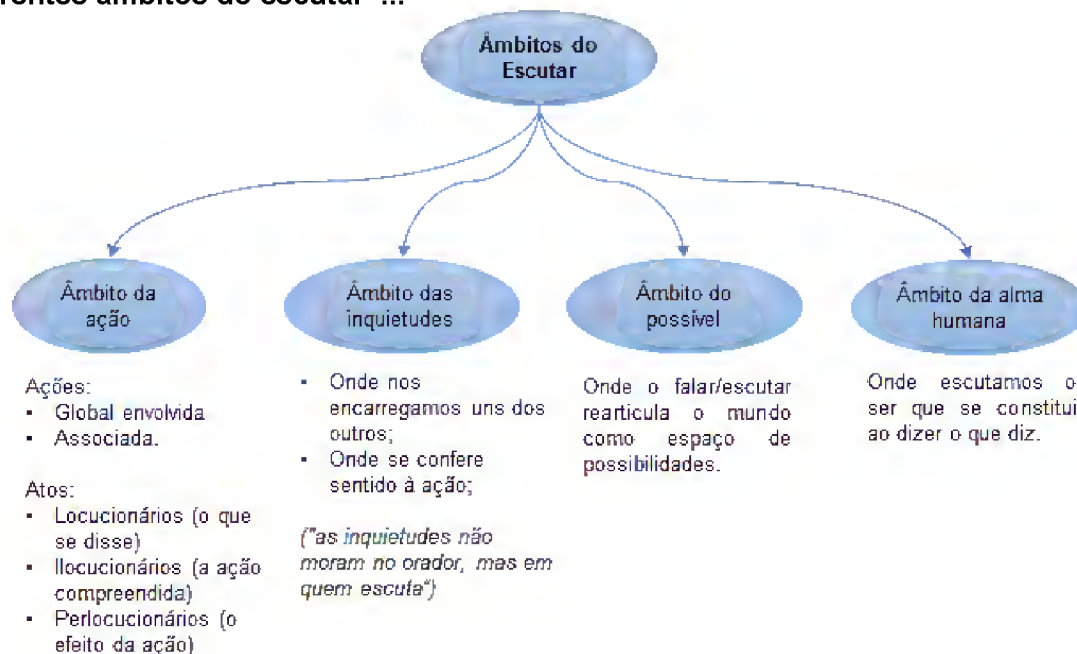 âmbitos do escutar" ...
Âmbitos do
Escutar
Âmbito da
ação
Âmbito das
inquietudes
Âmbito do
possível
Âmbito da alma
humana
Ações:
▪ Global envolvida
▪ Associada.
Atos:
▪ Locucionários (o que
se disse)
▪ Ilocucionários (a ação
compreendida)
▪ Perlocucionários (o
efeito da ação)
▪ Onde nos
encarregamos uns dos
outros;
▪ Onde se confere
sentido à ação;
("as inquietudes não
moram no orador, mas em
quem escuta")
Onde o falar/escutar
rearticula o mundo
como espaço de
possibilidades.
Onde escutamos o
ser que se constitui
ao dizer o que diz.